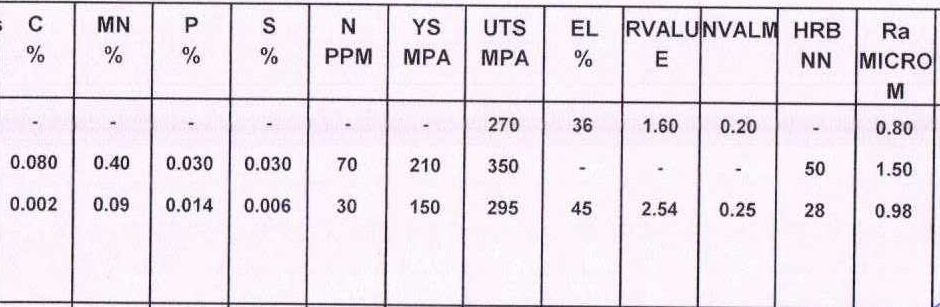 s C MN P S N YS UTS EL RVALU NVALM HRB Ra
% % % % PPM MPA MPA % E NN MICRO
M
- - - - - - 270 36 1.60 0.20 - 0.80
0.080 0.40 0.030 0.030 70 210 350 - - - 50 1.50
0.002 0.09 0.014 0.006 30 150 295 45 2.54 0.25 28 0.98